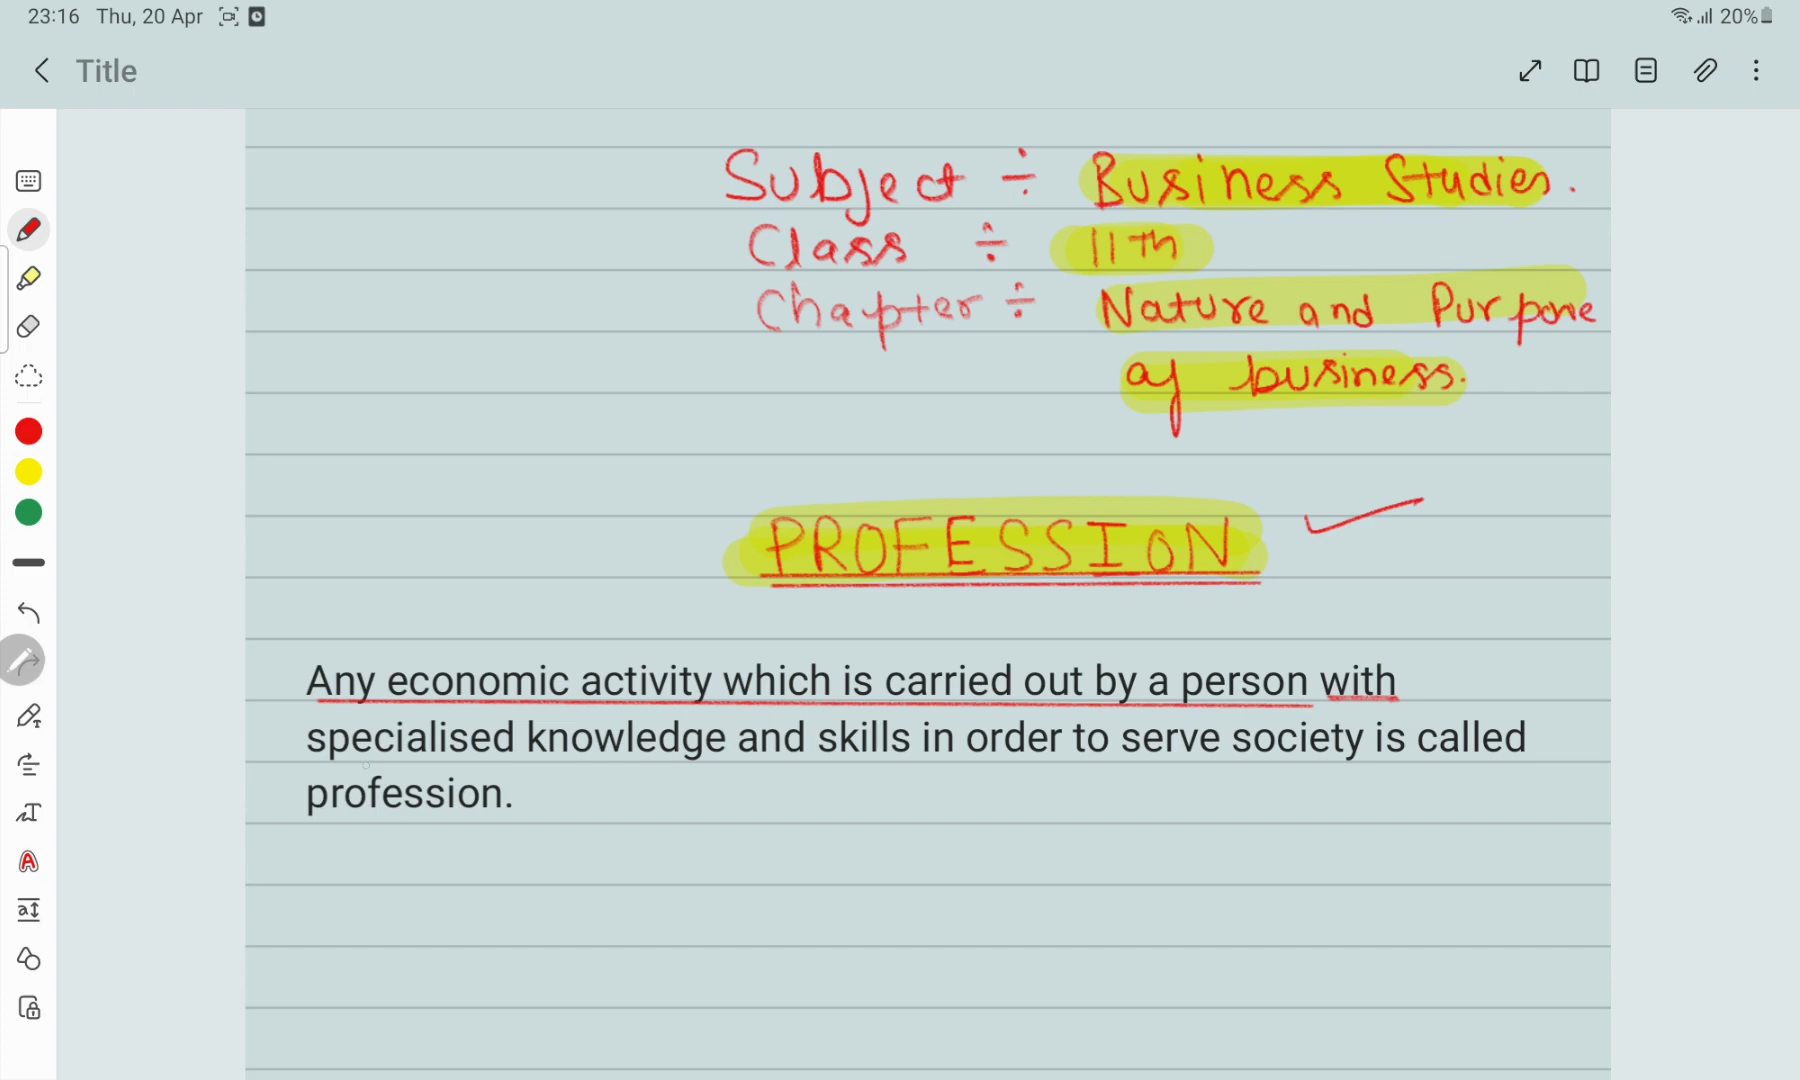 23:16 Thu, 20 Apr 20%
Title
Subject ÷ Business Studies.
Class ÷ 11th
Chapter ÷ Nature and Purpose
of business.
PROFESSION
Any economic activity which is carried out by a person with
specialised knowledge and skills in order to serve society is called
profession.